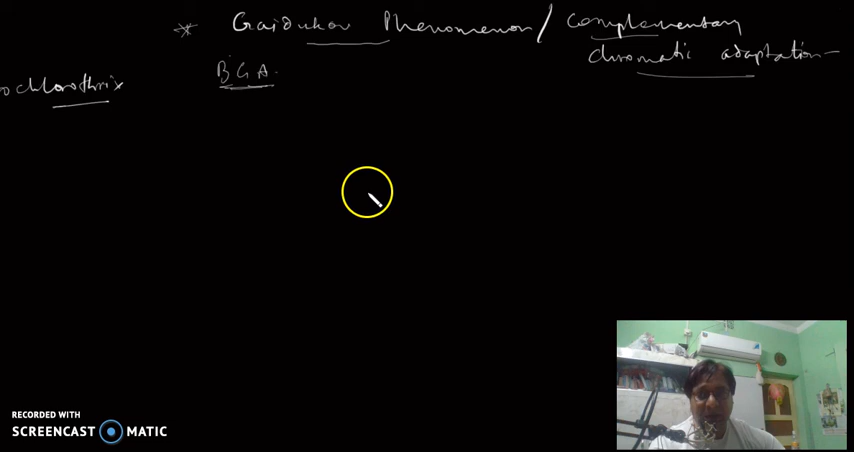 * Gaidukov Phenomenon / Complementary
chromatic adaptation –
BGA.
ochlorothrix
RECORDED WITH
SCREENCAST MATIC